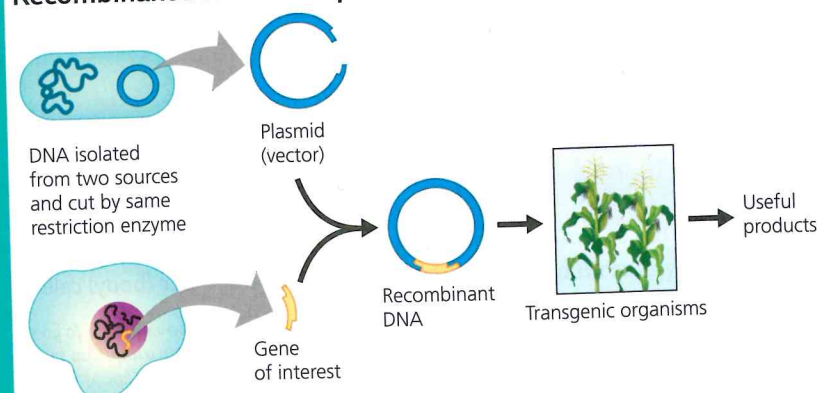 Plasmid
(vector)
DNA isolated
from two sources
and cut by same
restriction enzyme
Useful
products
Recombinant
DNA
Transgenic organisms
Gene
of interest